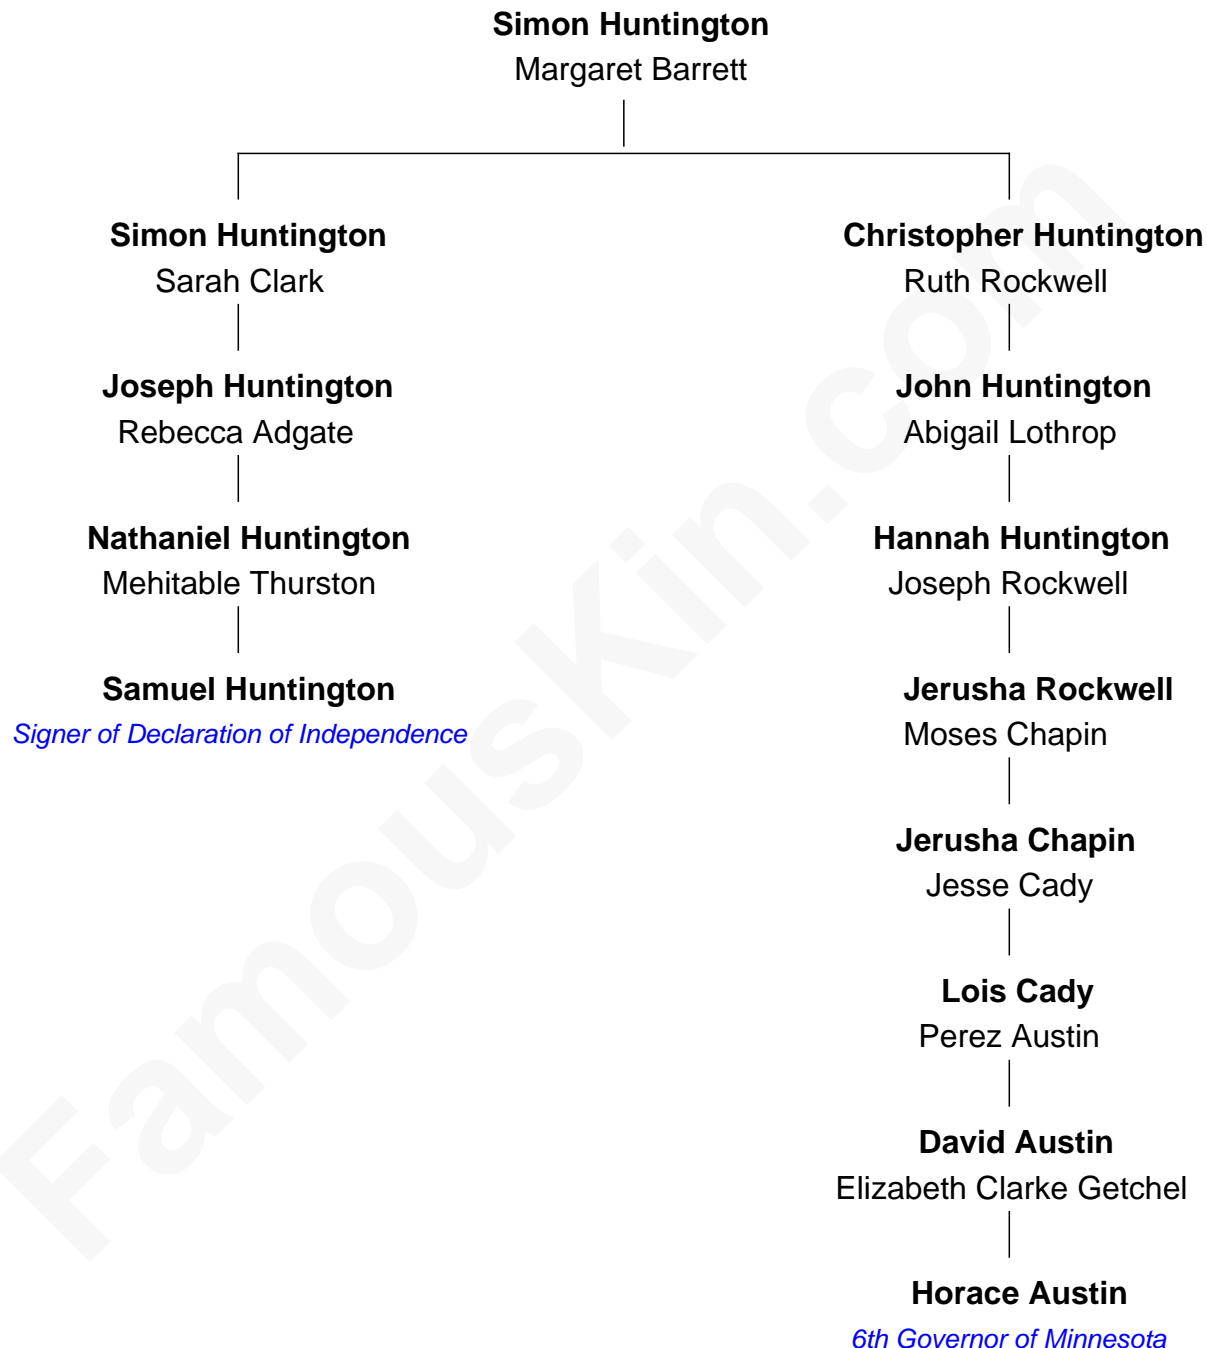 Simon Huntington
Margaret Barrett
Simon Huntington
Sarah Clark
Joseph Huntington
Rebecca Adgate
Nathaniel Huntington
Mehitable Thurston
Samuel Huntington
Signer of Declaration of Independence
Christopher Huntington
Ruth Rockwell
John Huntington
Abigail Lothrop
Hannah Huntington
Joseph Rockwell
Jerusha Rockwell
Moses Chapin
Jerusha Chapin
Jesse Cady
Lois Cady
Perez Austin
David Austin
Elizabeth Clarke Getchel
Horace Austin
6th Governor of Minnesota
FamousKin.com